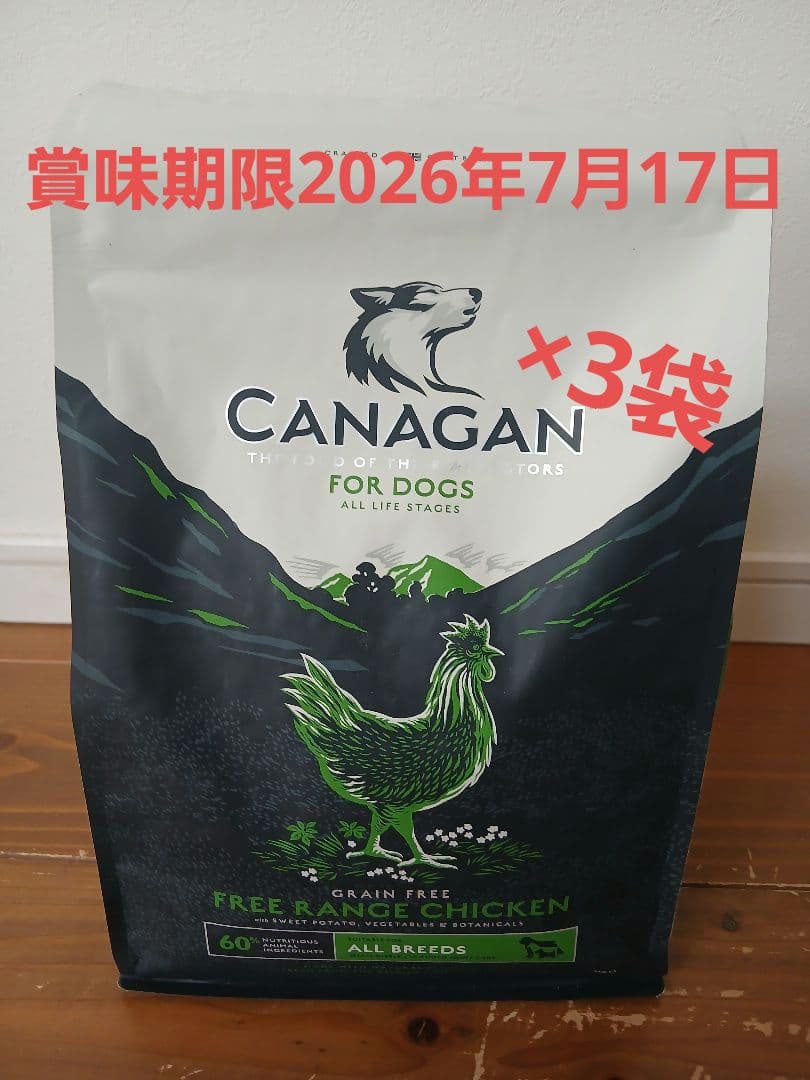 賞味期限2026年7月17日
×3袋
CANAGAN
FOR DOGS
ALL LIFE STAGES
GRAIN FREE
FREE RANGE CHICKEN
with SWEET POTATO, VEGETABLES & BOTANICALS
60% NUTRITIOUS
ANIMAL
INGREDIENTS
SUITABLE FOR
ALL BREEDS